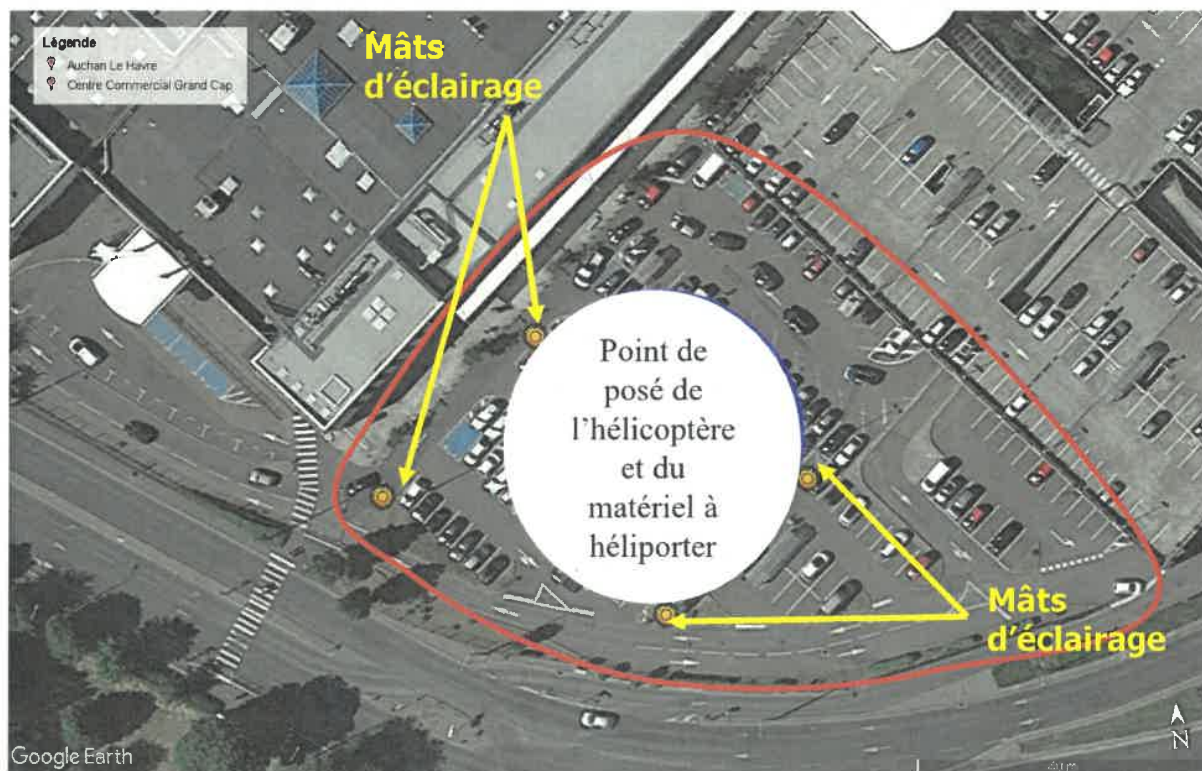 Légende
Auchan Le Havre
Centre Commercial Grand Cap
Mâts
d'éclairage
Point de
posé de
l'hélicoptère
et du
matériel à
héliporter
Mâts
d'éclairage
N
Google Earth